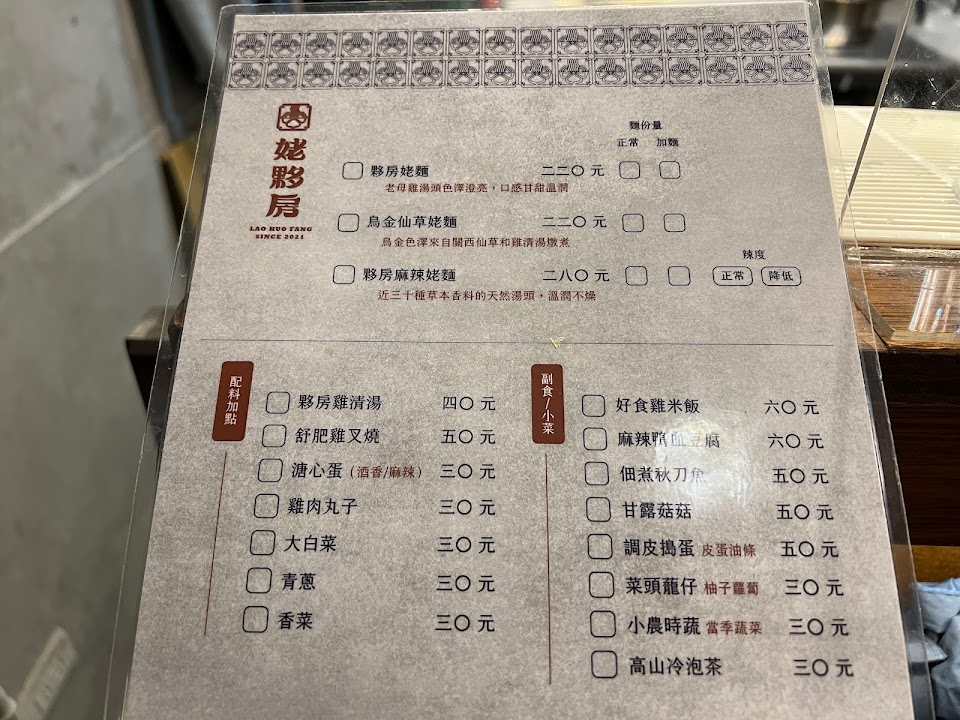 姥夥房
LAO HUO FANG
SINCE 2021
麵份量
正常 加麵
夥房姥麵 二二〇 元
老母雞湯頭色澤澄亮，口感甘甜溫潤
烏金仙草姥麵 二二〇 元
烏金色澤來自關西仙草和雞清湯燉煮
辣度
夥房麻辣姥麵 二八〇 元 正常 降低
近三十種草本香料的天然湯頭，溫潤不燥
配料加點
夥房雞清湯 四〇 元
舒肥雞叉燒 五〇 元
溏心蛋（酒香/麻辣） 三〇 元
雞肉丸子 三〇 元
大白菜 三〇 元
青蔥 三〇 元
香菜 三〇 元
副食/小菜
好食雞米飯 六〇 元
麻辣鴨血豆腐 六〇 元
佃煮秋刀魚 五〇 元
甘露菇菇 五〇 元
調皮搗蛋 皮蛋油條 五〇 元
菜頭龍仔 柚子蘿蔔 三〇 元
小農時蔬 當季蔬菜 三〇 元
高山冷泡茶 三〇 元